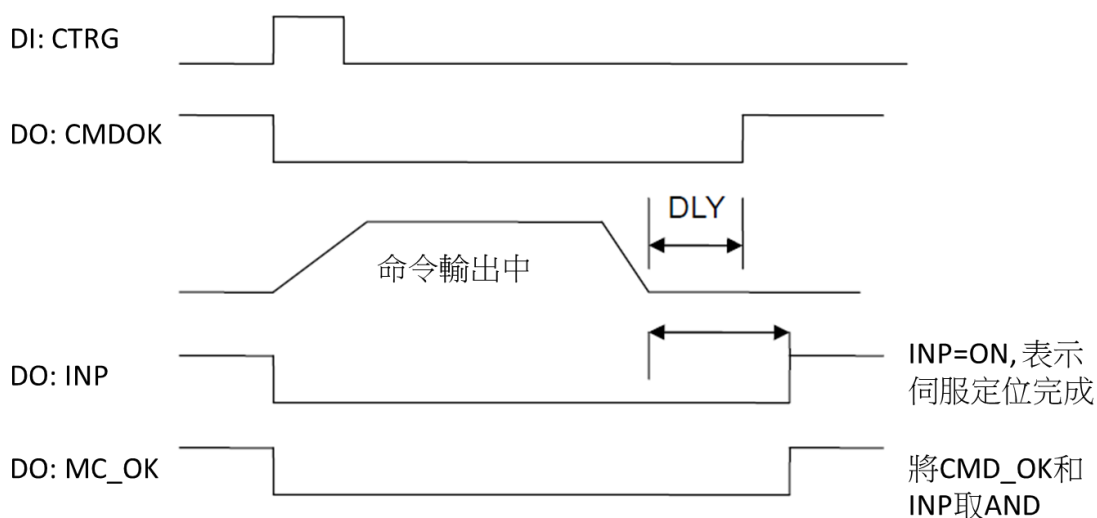 DI: CTRG
DO: CMDOK
DLY
命令輸出中
DO: INP
INP=ON, 表示
伺服定位完成
DO: MC_OK
將CMD_OK和
INP取AND